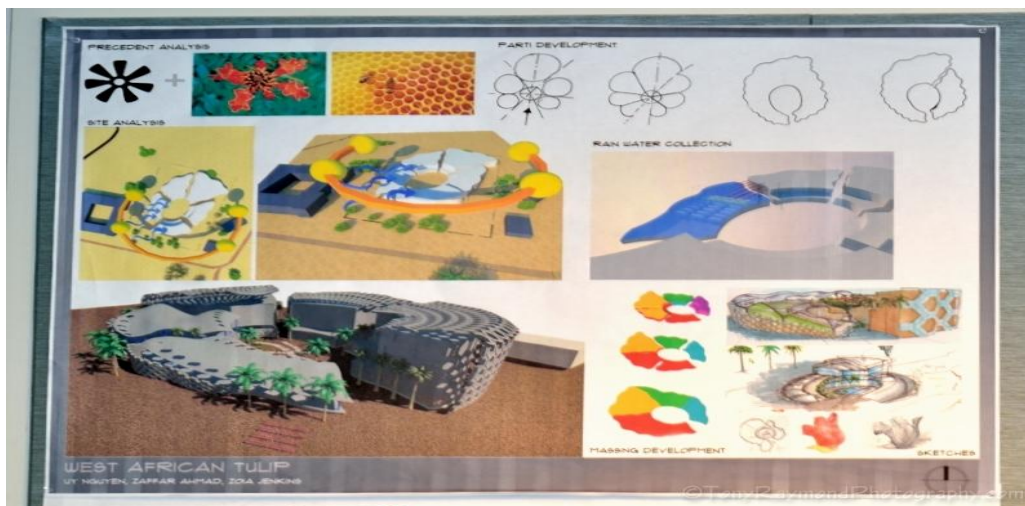 PRECEDENT ANALYSIS
PARTI DEVELOPMENT
SITE ANALYSIS
RAIN WATER COLLECTION
MASSING DEVELOPMENT
SKETCHES
WEST AFRICAN TULIP
UY NGUEN, ZAFFAR AHMAD, ZOIA JENKINS
©TonyRaymondPhotography.com